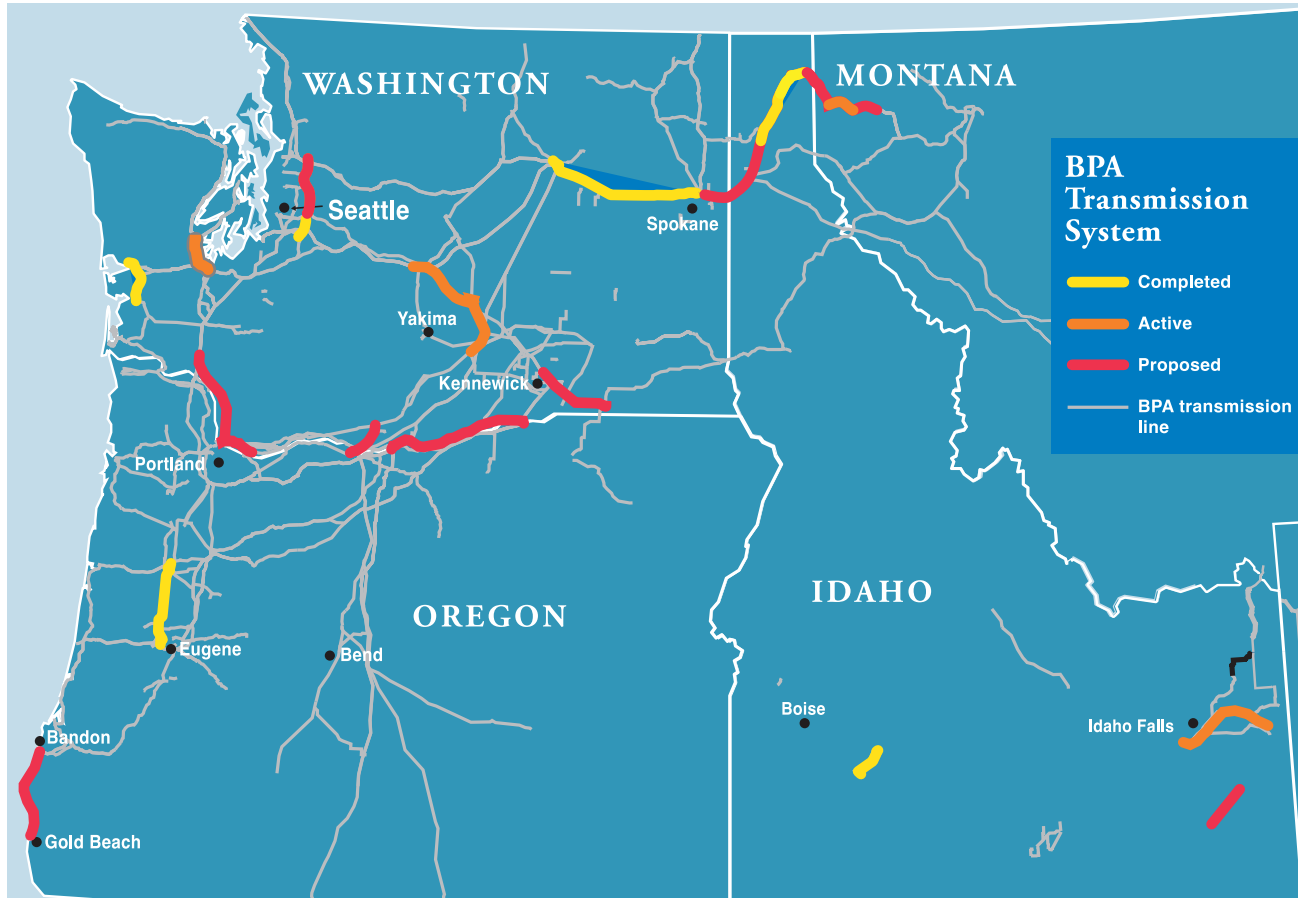 WASHINGTON
MONTANA
BPA
Transmission
System
Completed
Active
Proposed
BPA transmission
line
Seattle
Spokane
Yakima
Kennewick
Portland
OREGON
IDAHO
Eugene
Bend
Boise
Idaho Falls
Bandon
Gold Beach